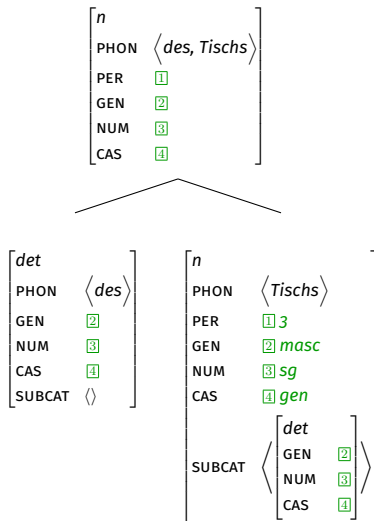 n
PHON ⟨des, Tischs⟩
PER 1
GEN 2
NUM 3
CAS 4
det
PHON ⟨des⟩
GEN 2
NUM 3
CAS 4
SUBCAT ⟨⟩
n
PHON ⟨Tischs⟩
PER 1 3
GEN 2 masc
NUM 3 sg
CAS 4 gen
SUBCAT ⟨
det
GEN 2
NUM 3
CAS 4
⟩